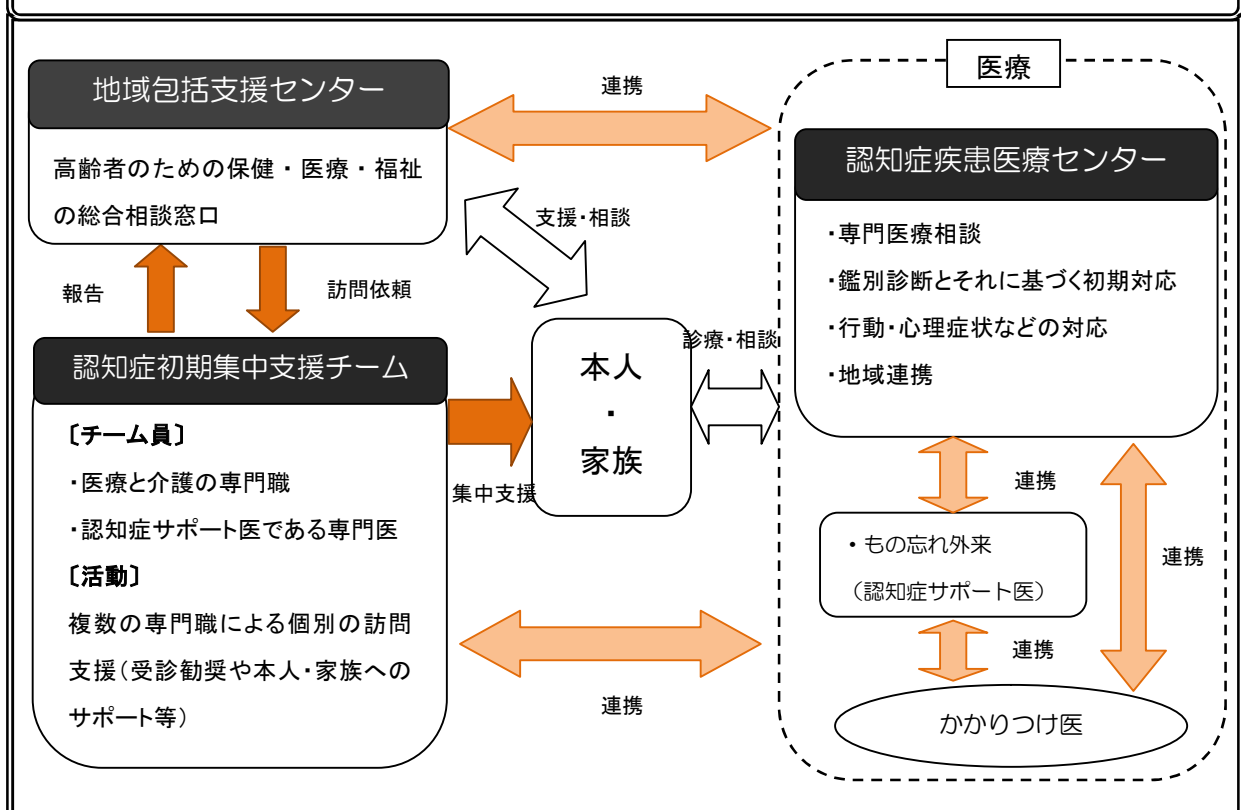 地域包括支援センター
高齢者のための保健・医療・福祉
の総合相談窓口
連携
医療
認知症疾患医療センター
・専門医療相談
・鑑別診断とそれに基づく初期対応
・行動・心理症状などの対応
・地域連携
支援・相談
報告
訪問依頼
認知症初期集中支援チーム
〔チーム員〕
・医療と介護の専門職
・認知症サポート医である専門医
〔活動〕
複数の専門職による個別の訪問
支援（受診勧奨や本人・家族への
サポート等）
集中支援
本人
・
家族
診療・相談
連携
・もの忘れ外来
（認知症サポート医）
連携
連携
かかりつけ医
連携